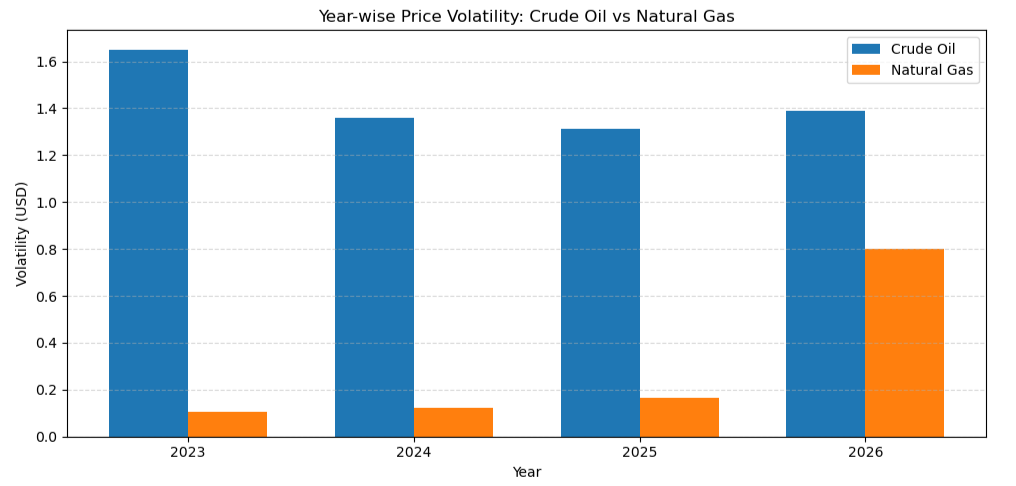 Year-wise Price Volatility: Crude Oil vs Natural Gas
Crude Oil
Natural Gas
Volatility (USD)
1.6
1.4
1.2
1.0
0.8
0.6
0.4
0.2
0.0
2023
2024
2025
2026
Year